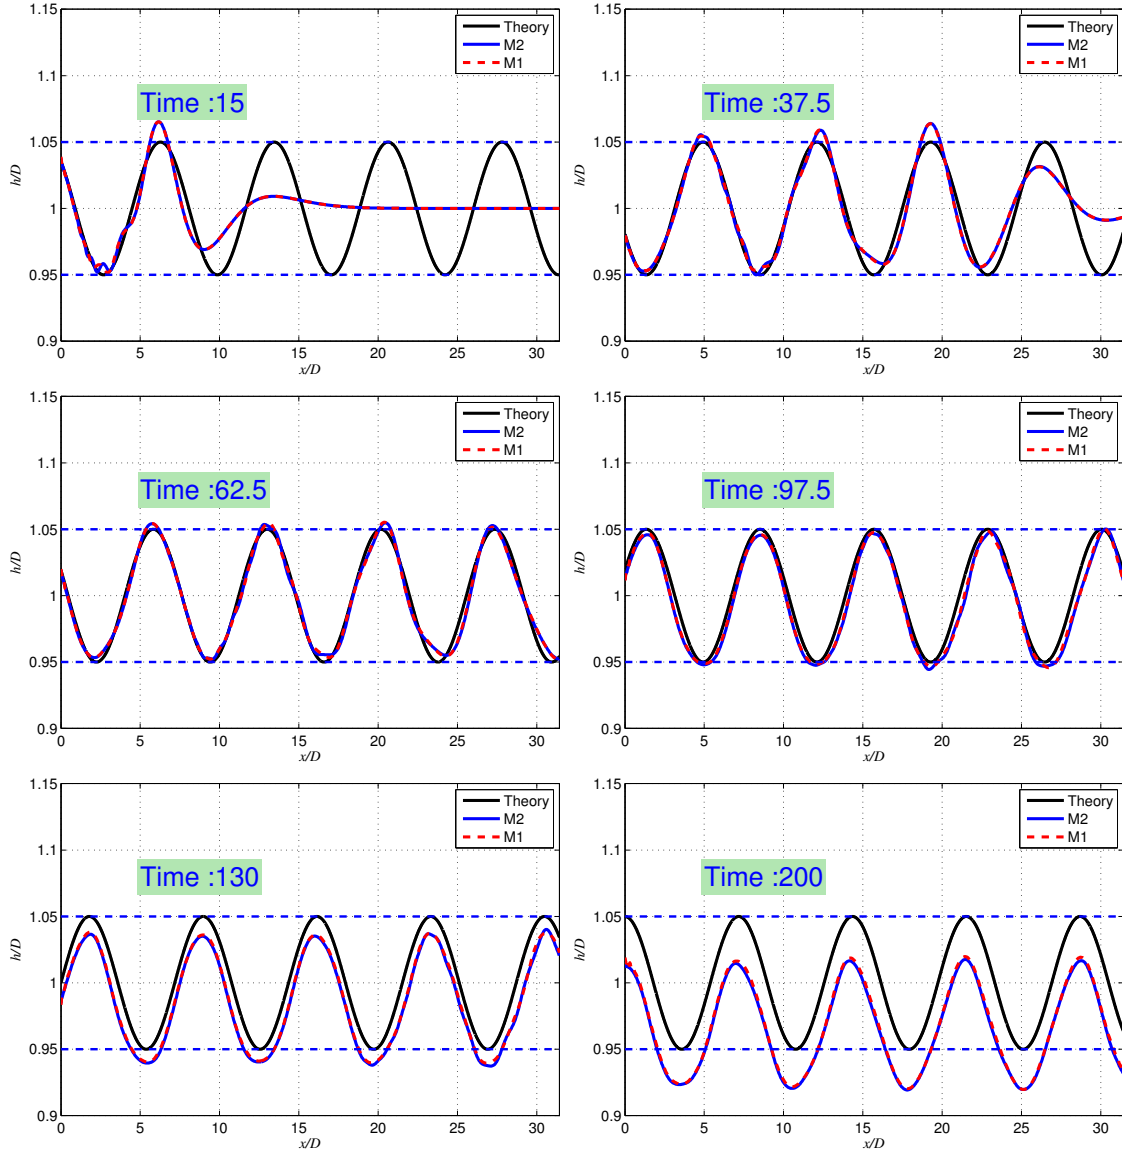 1.15
1.1
1.05
1
0.95
0.9
h/D
0 5 10 15 20 25 30
x/D
Time :15
Theory
M2
M1
1.15
1.1
1.05
1
0.95
0.9
h/D
0 5 10 15 20 25 30
x/D
Time :37.5
Theory
M2
M1
1.15
1.1
1.05
1
0.95
0.9
h/D
0 5 10 15 20 25 30
x/D
Time :62.5
Theory
M2
M1
1.15
1.1
1.05
1
0.95
0.9
h/D
0 5 10 15 20 25 30
x/D
Time :97.5
Theory
M2
M1
1.15
1.1
1.05
1
0.95
0.9
h/D
0 5 10 15 20 25 30
x/D
Time :130
Theory
M2
M1
1.15
1.1
1.05
1
0.95
0.9
h/D
0 5 10 15 20 25 30
x/D
Time :200
Theory
M2
M1